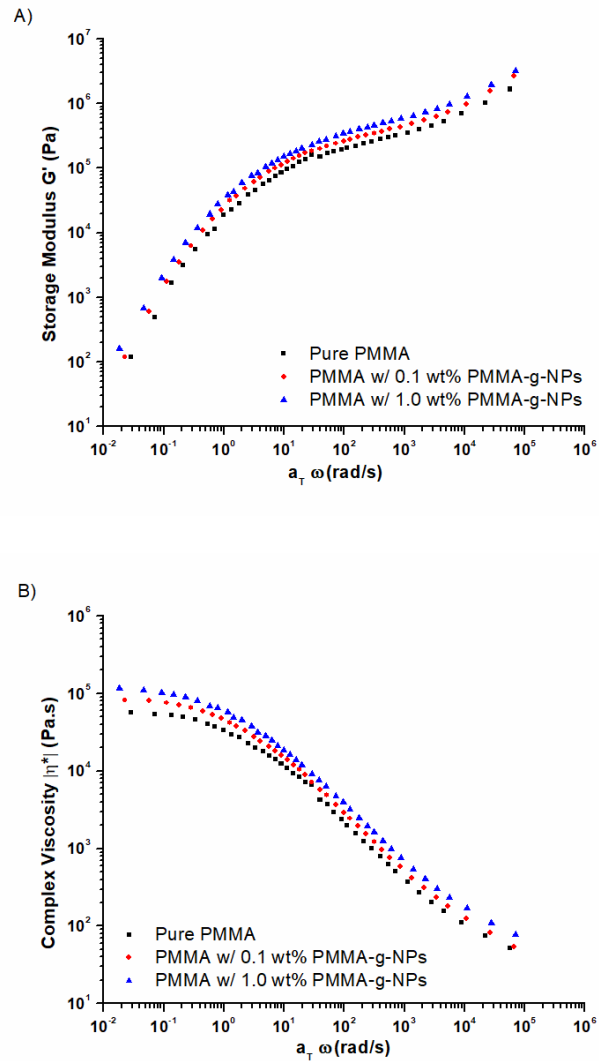 A)
10^7
10^6
10^5
10^4
10^3
10^2
10^1
Storage Modulus G' (Pa)
Pure PMMA
PMMA w/ 0.1 wt% PMMA-g-NPs
PMMA w/ 1.0 wt% PMMA-g-NPs
10^-2 10^-1 10^0 10^1 10^2 10^3 10^4 10^5 10^6
a_T ω(rad/s)
B)
10^6
10^5
10^4
10^3
10^2
10^1
Complex Viscosity |η*| (Pa.s)
Pure PMMA
PMMA w/ 0.1 wt% PMMA-g-NPs
PMMA w/ 1.0 wt% PMMA-g-NPs
10^-2 10^-1 10^0 10^1 10^2 10^3 10^4 10^5 10^6
a_T ω(rad/s)